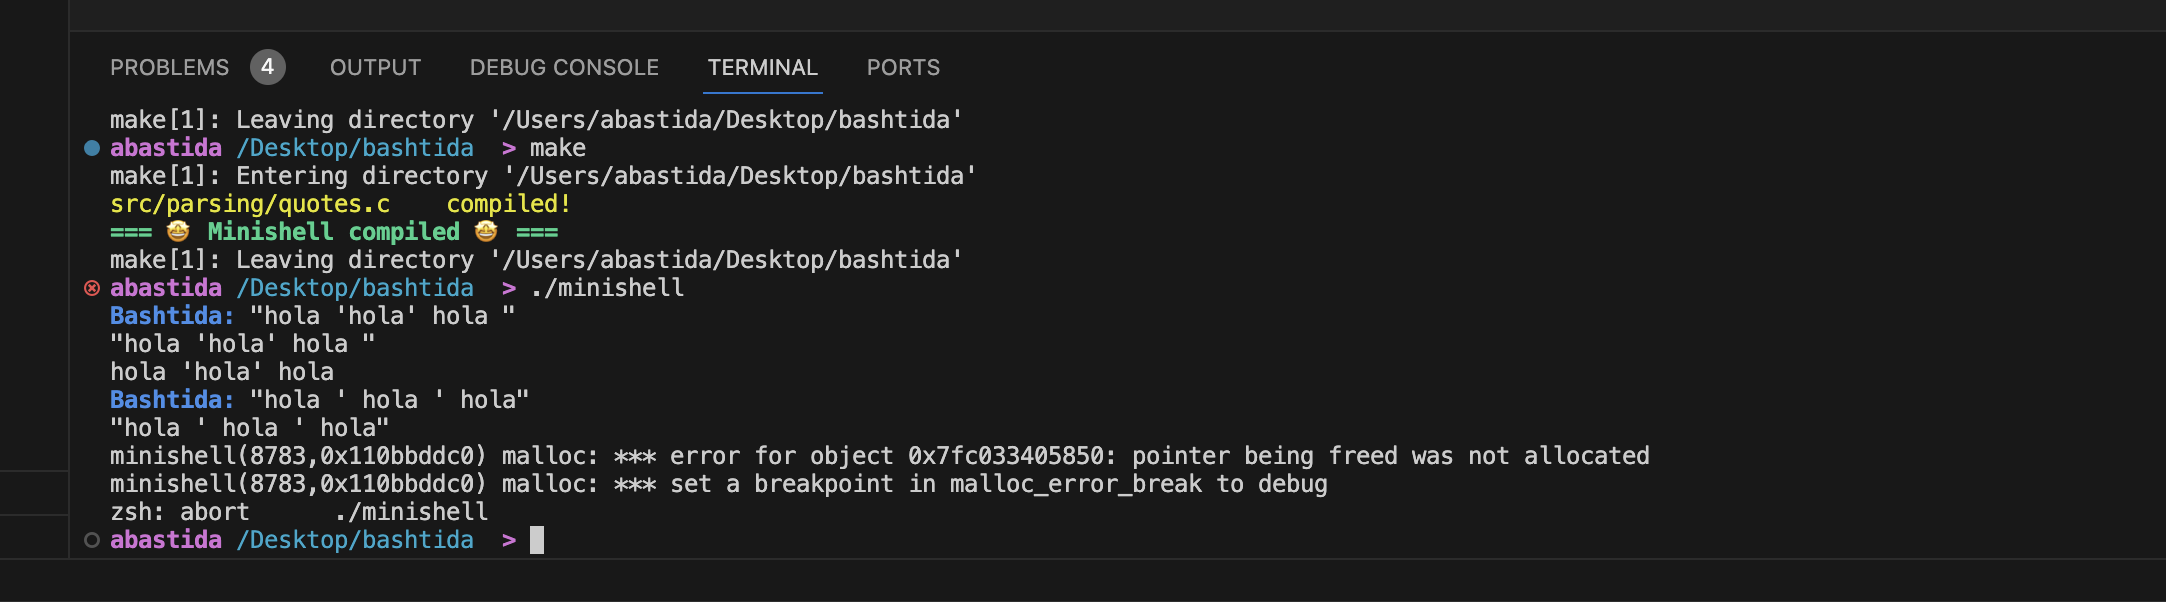 PROBLEMS 4 OUTPUT DEBUG CONSOLE TERMINAL PORTS
make[1]: Leaving directory '/Users/abastida/Desktop/bashtida'
abastida /Desktop/bashtida > make
make[1]: Entering directory '/Users/abastida/Desktop/bashtida'
src/parsing/quotes.c compiled!
=== 🤩 Minishell compiled 🤩 ===
make[1]: Leaving directory '/Users/abastida/Desktop/bashtida'
abastida /Desktop/bashtida > ./minishell
Bashtida: "hola 'hola' hola "
"hola 'hola' hola "
hola 'hola' hola
Bashtida: "hola ' hola ' hola"
"hola ' hola ' hola"
minishell(8783,0x110bbddc0) malloc: *** error for object 0x7fc033405850: pointer being freed was not allocated
minishell(8783,0x110bbddc0) malloc: *** set a breakpoint in malloc_error_break to debug
zsh: abort ./minishell
abastida /Desktop/bashtida >